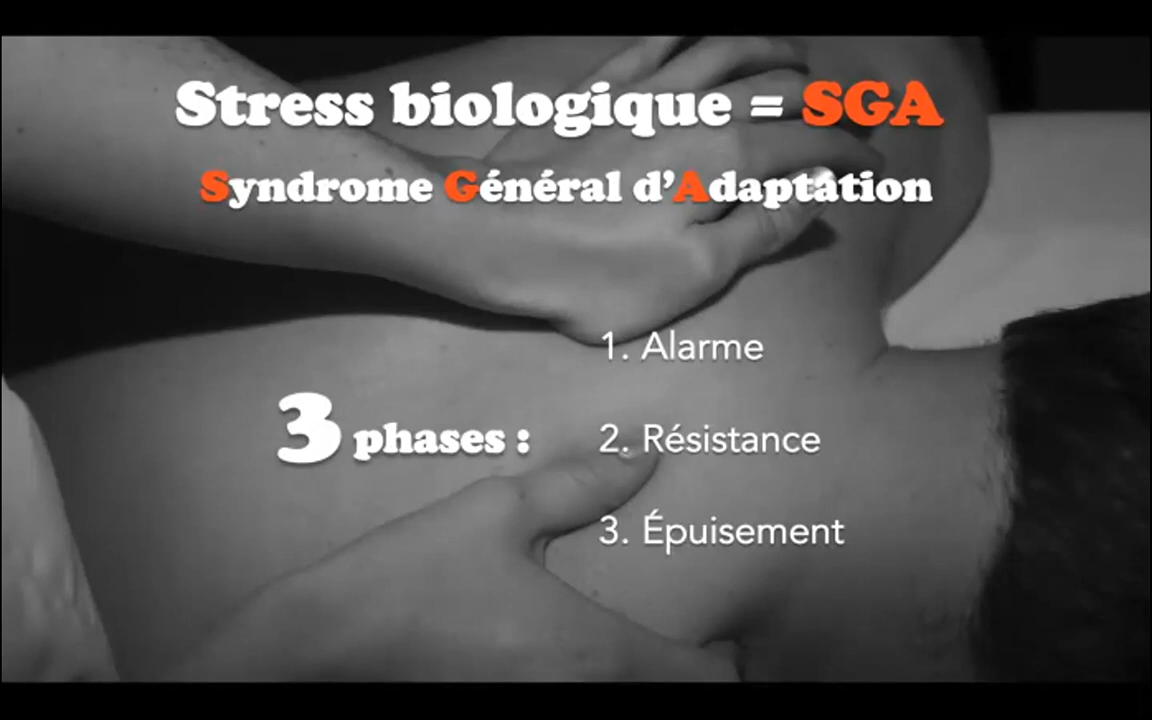 Stress biologique = SGA
Syndrome Général d'Adaptation
3 phases :
1. Alarme
2. Résistance
3. Épuisement